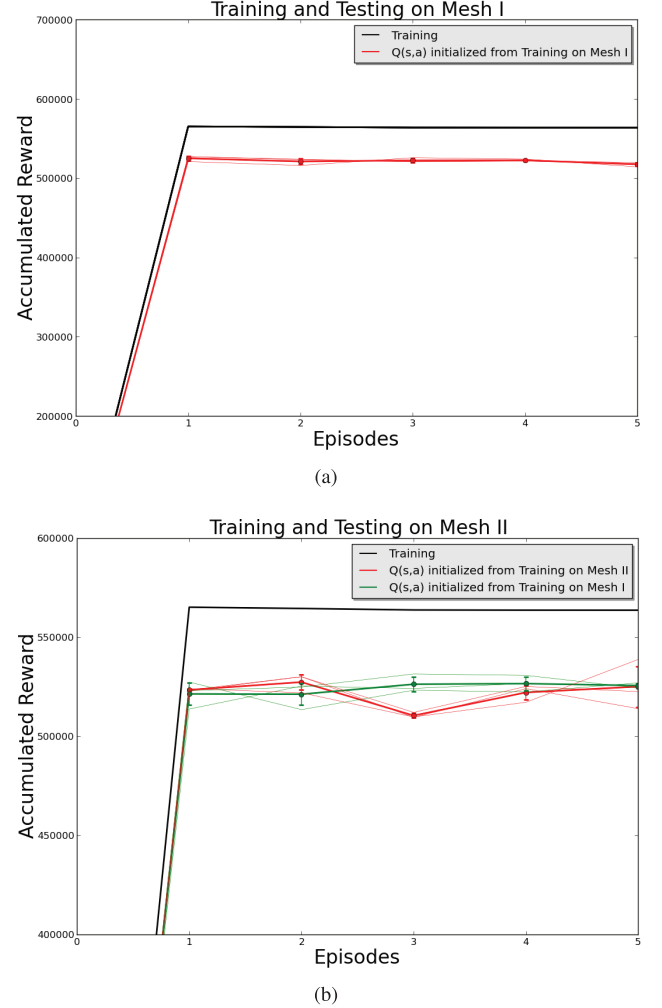 Training and Testing on Mesh I
700000
Training
Q(s,a) initialized from Training on Mesh I
600000
500000
400000
300000
200000
Accumulated Reward
0 1 2 3 4 5
Episodes
(a)
Training and Testing on Mesh II
600000
Training
Q(s,a) initialized from Training on Mesh II
Q(s,a) initialized from Training on Mesh I
550000
500000
450000
400000
Accumulated Reward
0 1 2 3 4 5
Episodes
(b)